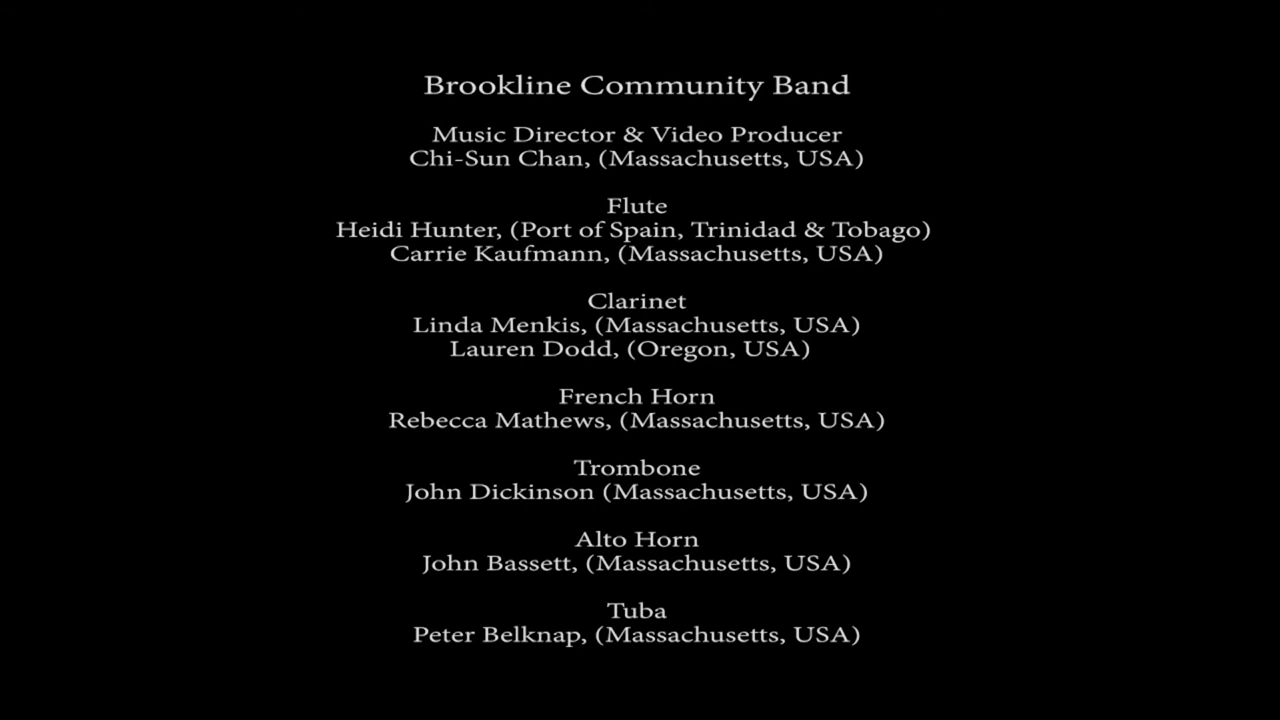 Brookline Community Band
Music Director & Video Producer
Chi-Sun Chan, (Massachusetts, USA)
Flute
Heidi Hunter, (Port of Spain, Trinidad & Tobago)
Carrie Kaufmann, (Massachusetts, USA)
Clarinet
Linda Menkis, (Massachusetts, USA)
Lauren Dodd, (Oregon, USA)
French Horn
Rebecca Mathews, (Massachusetts, USA)
Trombone
John Dickinson (Massachusetts, USA)
Alto Horn
John Bassett, (Massachusetts, USA)
Tuba
Peter Belknap, (Massachusetts, USA)